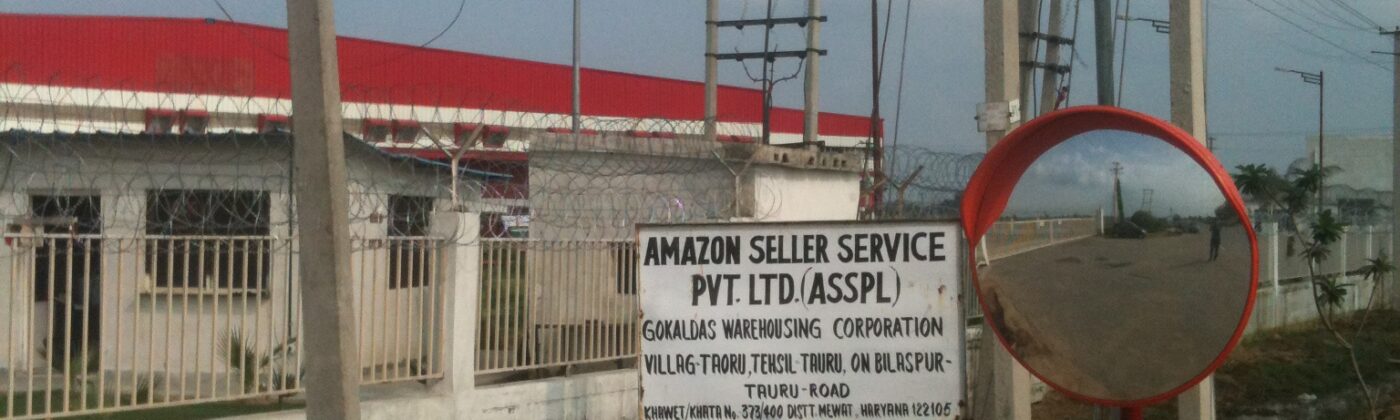 AMAZON SELLER SERVICE
PVT. LTD.(ASSPL)
GOKALDAS WAREHOUSING CORPORATION
VILLAG-TAORU,TEHSIL-TAURU, ON BILASPUR-
TAURU-ROAD
KHAWET/KHATA No. 373/400 DISTT. MEWAT, HARYANA 122105